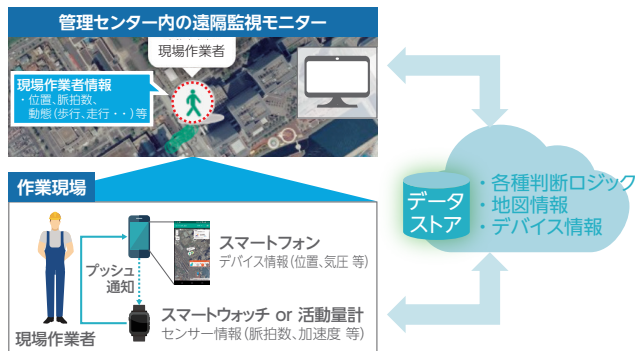 管理センター内の遠隔監視モニター
現場作業者
現場作業者情報
・位置、脈拍数、
動態(歩行、走行・・)等
作業現場
スマートフォン
デバイス情報(位置、気圧 等)
プッシュ
通知
スマートウォッチ or 活動量計
センサー情報(脈拍数、加速度 等)
現場作業者
データ
ストア
・各種判断ロジック
・地図情報
・デバイス情報